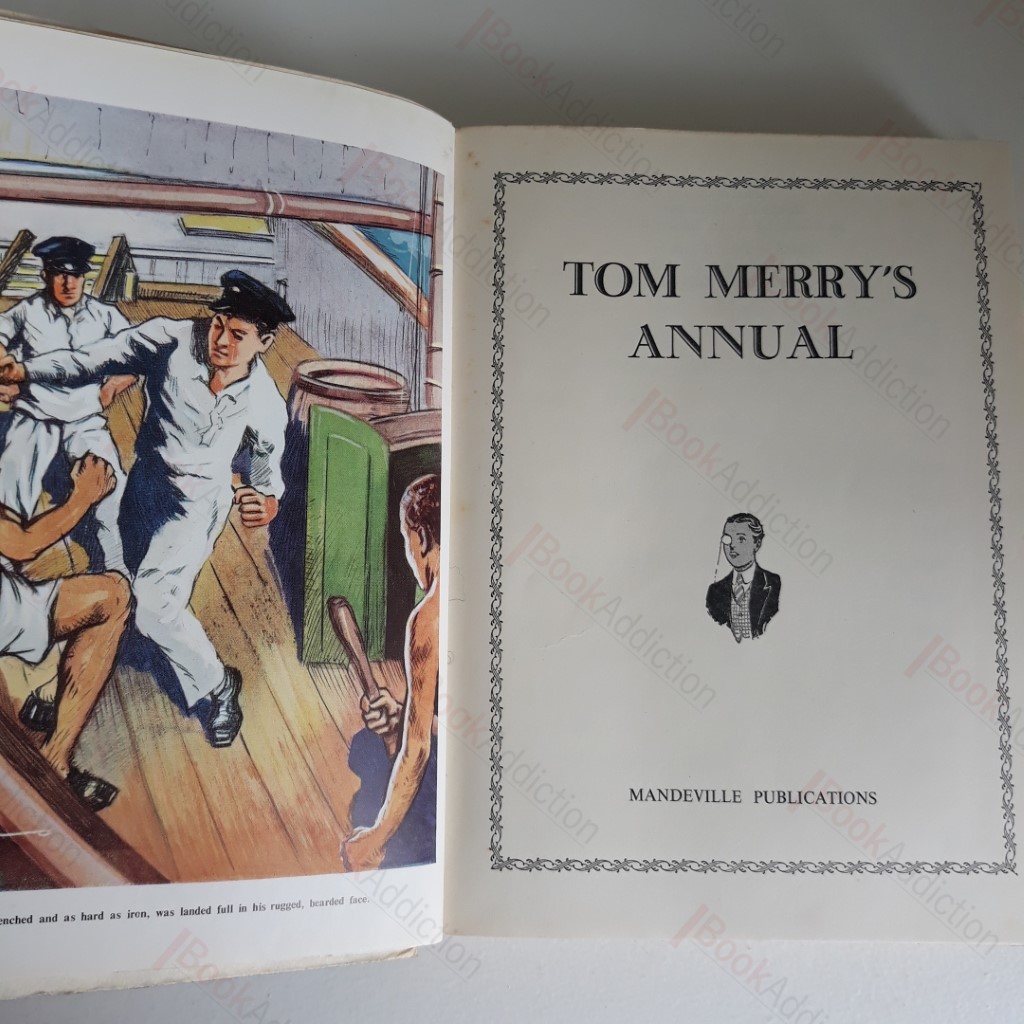 enched and as hard as iron, was landed full in his rugged, bearded face.
TOM MERRY'S
ANNUAL
MANDEVILLE PUBLICATIONS
BookAddiction